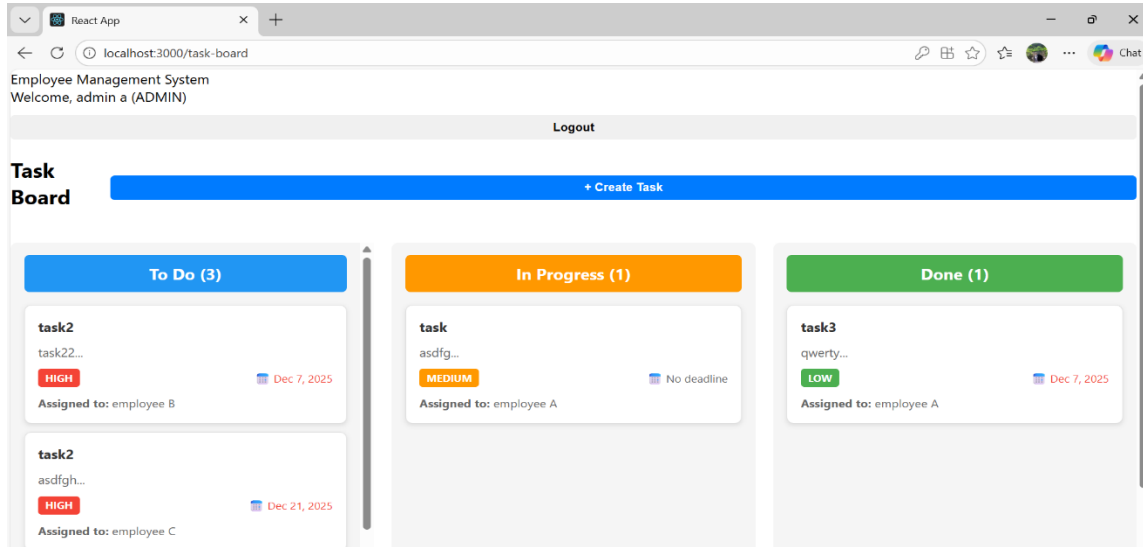 React App
localhost:3000/task-board
Chat
Employee Management System
Welcome, admin a (ADMIN)
Logout
Task
Board
+ Create Task
To Do (3)
task2
task22...
HIGH
Dec 7, 2025
Assigned to: employee B
task2
asdfgh...
HIGH
Dec 21, 2025
Assigned to: employee C
In Progress (1)
task
asdfg...
MEDIUM
No deadline
Assigned to: employee A
Done (1)
task3
qwerty...
LOW
Dec 7, 2025
Assigned to: employee A